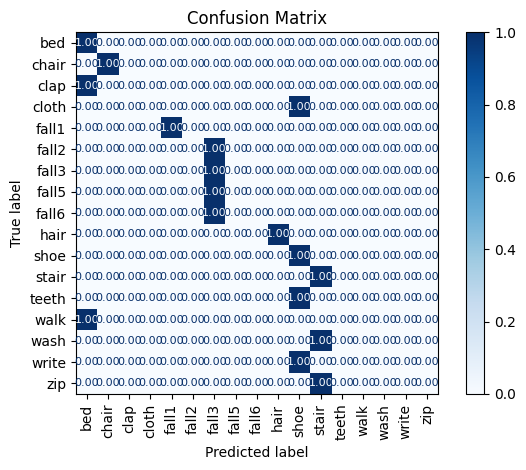 Confusion Matrix
bed 1.00 0.00 0.00 0.00 0.00 0.00 0.00 0.00 0.00 0.00 0.00 0.00 0.00 0.00 0.00 0.00 0.00
chair 0.00 1.00 0.00 0.00 0.00 0.00 0.00 0.00 0.00 0.00 0.00 0.00 0.00 0.00 0.00 0.00 0.00
clap 1.00 0.00 0.00 0.00 0.00 0.00 0.00 0.00 0.00 0.00 0.00 0.00 0.00 0.00 0.00 0.00 0.00
cloth 0.00 0.00 0.00 0.00 0.00 0.00 0.00 0.00 0.00 0.00 1.00 0.00 0.00 0.00 0.00 0.00 0.00
fall1 0.00 0.00 0.00 0.00 1.00 0.00 0.00 0.00 0.00 0.00 0.00 0.00 0.00 0.00 0.00 0.00 0.00
fall2 0.00 0.00 0.00 0.00 0.00 0.00 1.00 0.00 0.00 0.00 0.00 0.00 0.00 0.00 0.00 0.00 0.00
fall3 0.00 0.00 0.00 0.00 0.00 0.00 1.00 0.00 0.00 0.00 0.00 0.00 0.00 0.00 0.00 0.00 0.00
fall5 0.00 0.00 0.00 0.00 0.00 0.00 1.00 0.00 0.00 0.00 0.00 0.00 0.00 0.00 0.00 0.00 0.00
fall6 0.00 0.00 0.00 0.00 0.00 0.00 1.00 0.00 0.00 0.00 0.00 0.00 0.00 0.00 0.00 0.00 0.00
hair 0.00 0.00 0.00 0.00 0.00 0.00 0.00 0.00 0.00 1.00 0.00 0.00 0.00 0.00 0.00 0.00 0.00
shoe 0.00 0.00 0.00 0.00 0.00 0.00 0.00 0.00 0.00 0.00 1.00 0.00 0.00 0.00 0.00 0.00 0.00
stair 0.00 0.00 0.00 0.00 0.00 0.00 0.00 0.00 0.00 0.00 0.00 1.00 0.00 0.00 0.00 0.00 0.00
teeth 0.00 0.00 0.00 0.00 0.00 0.00 0.00 0.00 0.00 0.00 1.00 0.00 0.00 0.00 0.00 0.00 0.00
walk 1.00 0.00 0.00 0.00 0.00 0.00 0.00 0.00 0.00 0.00 0.00 0.00 0.00 0.00 0.00 0.00 0.00
wash 0.00 0.00 0.00 0.00 0.00 0.00 0.00 0.00 0.00 0.00 0.00 1.00 0.00 0.00 0.00 0.00 0.00
write 0.00 0.00 0.00 0.00 0.00 0.00 0.00 0.00 0.00 0.00 1.00 0.00 0.00 0.00 0.00 0.00 0.00
zip 0.00 0.00 0.00 0.00 0.00 0.00 0.00 0.00 0.00 0.00 0.00 1.00 0.00 0.00 0.00 0.00 0.00
bed chair clap cloth fall1 fall2 fall3 fall5 fall6 hair shoe stair teeth walk wash write zip
Predicted label
True label
1.0
0.8
0.6
0.4
0.2
0.0